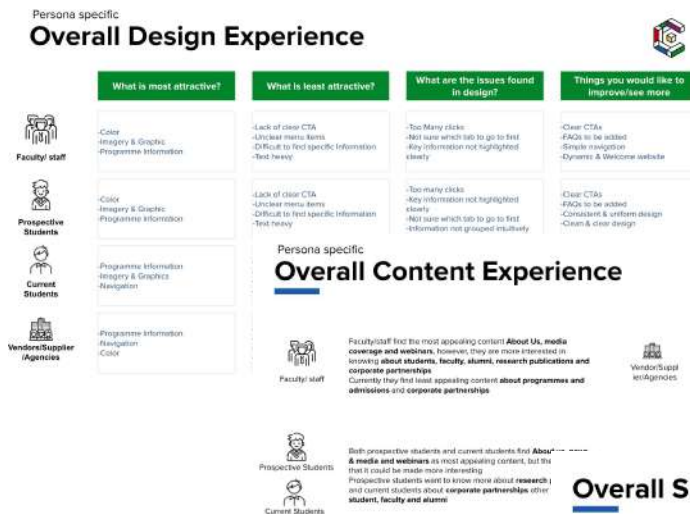 Persona specific
Overall Design Experience
What is most attractive?
What is least attractive?
What are the issues found
in design?
Things you would like to
improve/see more
Faculty/ staff
-Color
-Imagery & Graphic
-Programme Information
-Lack of clear CTA
-Unclear menu items
-Difficult to find specific Information
-Text heavy
-Too Many clicks
-Not sure which tab to go to first
-Key information not highlighted
clearly
-Clear CTAs
-FAQs to be added
-Simple navigation
-Dynamic & Welcome website
Prospective
Students
-Color
-Imagery & Graphic
-Programme Information
-Lack of clear CTA
-Unclear menu items
-Difficult to find specific Information
-Text heavy
-Too many clicks
-Key information not highlighted
clearly
-Not sure which tab to go to first
-Information not grouped intuitively
-Clear CTAs
-FAQs to be added
-Consistent & uniform design
-Clean & clear design
Current
Students
-Programme Information
-Imagery & Graphics
-Navigation
Vendors/Supplier
/Agencies
-Programme Information
-Navigation
-Color
Persona specific
Overall Content Experience
Faculty/ staff
Faculty/staff find the most appealing content About Us, media
coverage and webinars, however, they are more interested in
knowing about students, faculty, alumni, research publications and
corporate partnerships
Currently they find least appealing content about programmes and
admissions and corporate partnerships
Vendor/Suppl
ier/Agencies
Prospective Students
Current Students
Both prospective students and current students find About
& media and webinars as most appealing content, but the
that it could be made more interesting
Prospective students want to know more about research
and current students about corporate partnerships other
student, faculty and alumni
Overall S